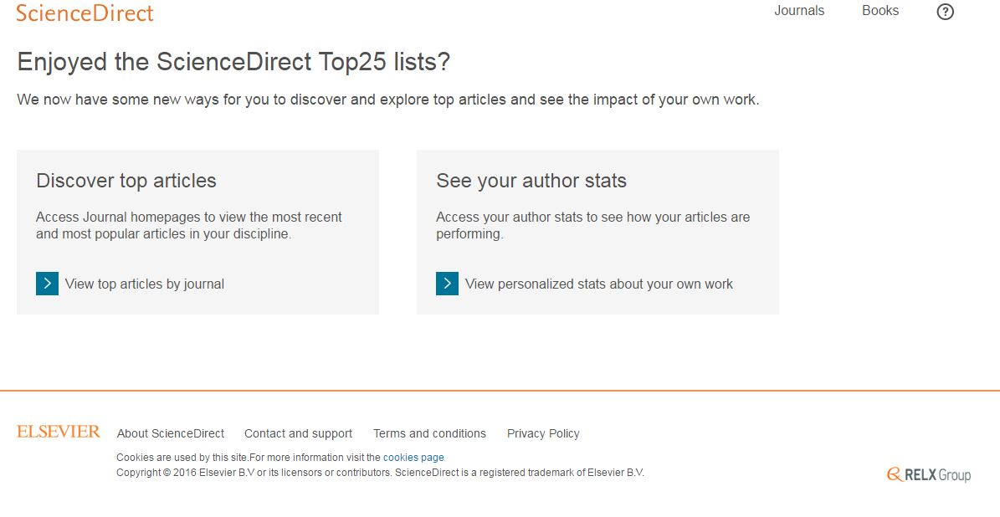 ScienceDirect
Journals Books ?
Enjoyed the ScienceDirect Top25 lists?
We now have some new ways for you to discover and explore top articles and see the impact of your own work.
Discover top articles
Access Journal homepages to view the most recent
and most popular articles in your discipline.
View top articles by journal
See your author stats
Access your author stats to see how your articles are
performing.
View personalized stats about your own work
ELSEVIER
About ScienceDirect Contact and support Terms and conditions Privacy Policy
Cookies are used by this site.For more information visit the cookies page
Copyright © 2016 Elsevier B.V or its licensors or contributors. ScienceDirect is a registered trademark of Elsevier B.V.
RELX Group